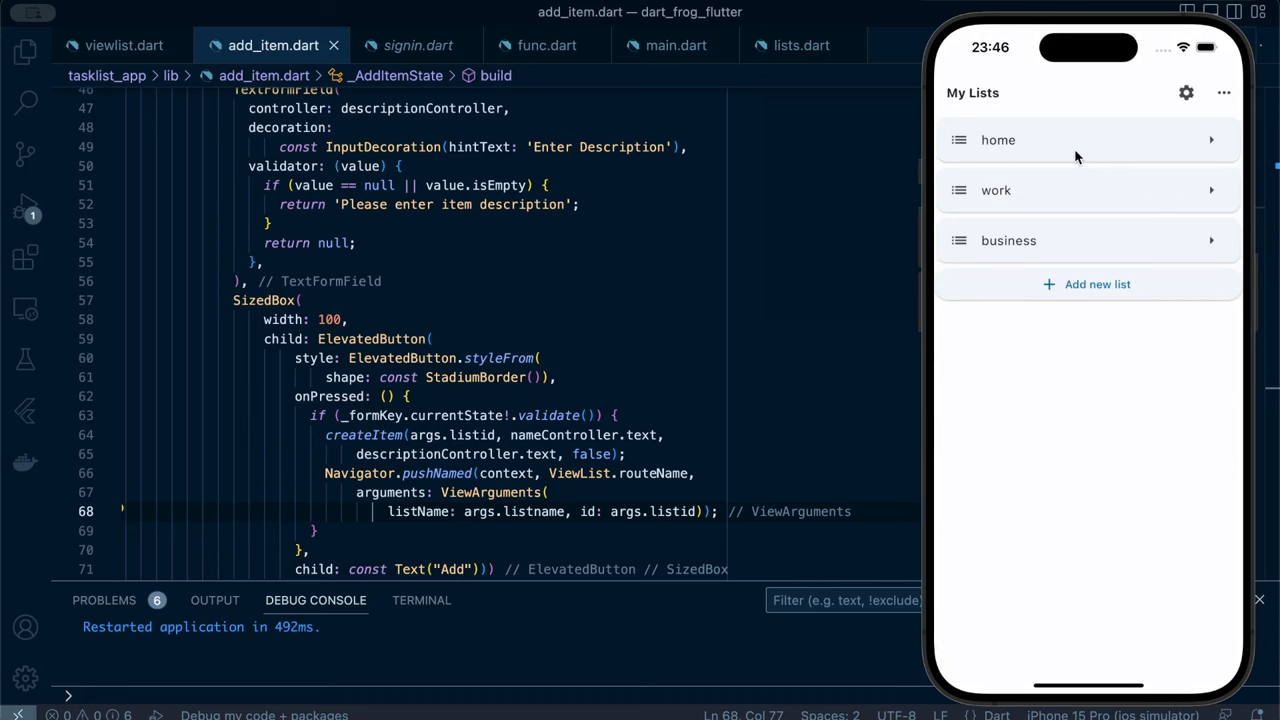 add_item.dart — dart_frog_flutter
viewlist.dart
add_item.dart
signin.dart
func.dart
main.dart
lists.dart
tasklist_app > lib > add_item.dart > _AddItemState > build
46 TextFormField(
47 controller: descriptionController,
48 decoration:
49 const InputDecoration(hintText: 'Enter Description'),
50 validator: (value) {
51 if (value == null || value.isEmpty) {
52 return 'Please enter item description';
53 }
54 return null;
55 },
56 ), // TextFormField
57 SizedBox(
58 width: 100,
59 child: ElevatedButton(
60 style: ElevatedButton.styleFrom(
61 shape: const StadiumBorder()),
62 onPressed: () {
63 if (_formKey.currentState!.validate()) {
64 createItem(args.listid, nameController.text,
65 descriptionController.text, false);
66 Navigator.pushNamed(context, ViewList.routeName,
67 arguments: ViewArguments(
68 listName: args.listname, id: args.listid)); // ViewArguments
69 }
70 },
71 child: const Text("Add"))) // ElevatedButton // SizedBox
1
PROBLEMS 6 OUTPUT DEBUG CONSOLE TERMINAL
Filter (e.g. text, !exclude)
Restarted application in 492ms.
>
0 0 6 Debug my code + packages
Ln 68, Col 77 Spaces: 2 UTF-8 LF {} Dart iPhone 15 Pro (ios simulator)
23:46
My Lists
home
work
business
+ Add new list